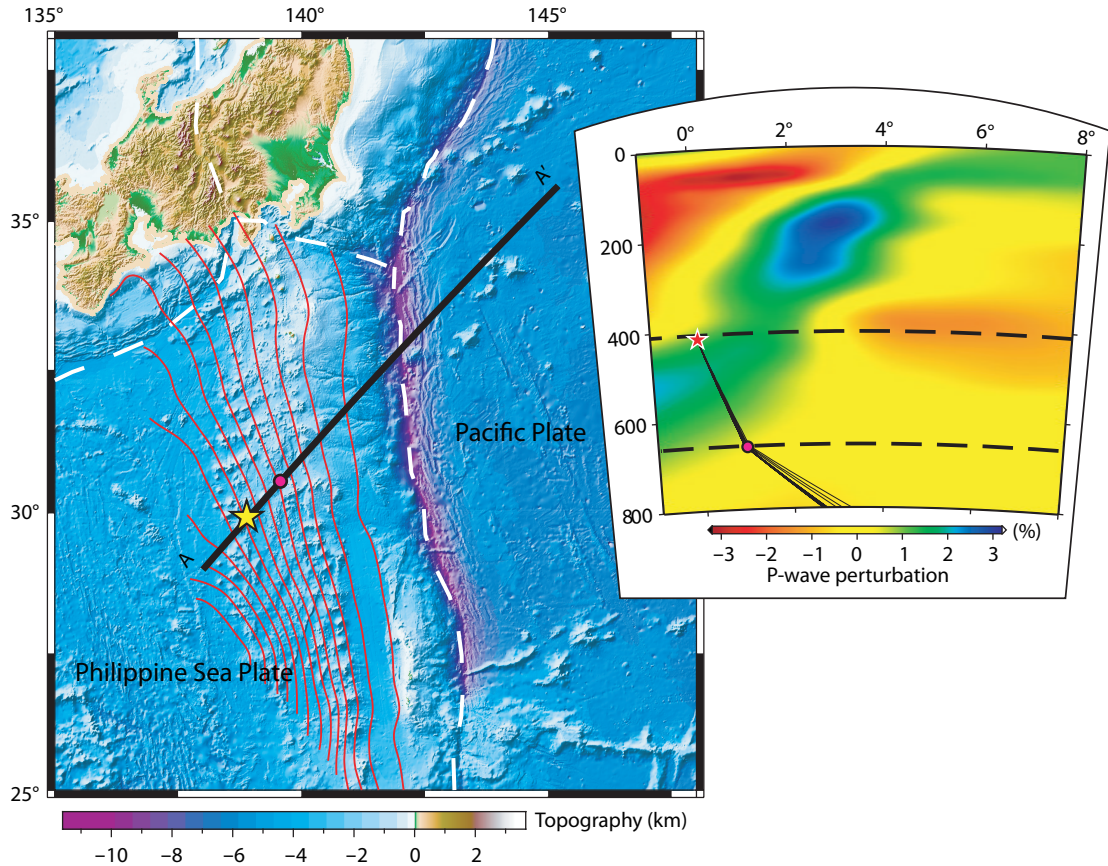 135° 140° 145°
35°
30°
25°
A'
A
Pacific Plate
Philippine Sea Plate
Topography (km)
−10 −8 −6 −4 −2 0 2
0° 2° 4° 6° 8°
0
200
400
600
800
−3 −2 −1 0 1 2 3 (%)
P-wave perturbation